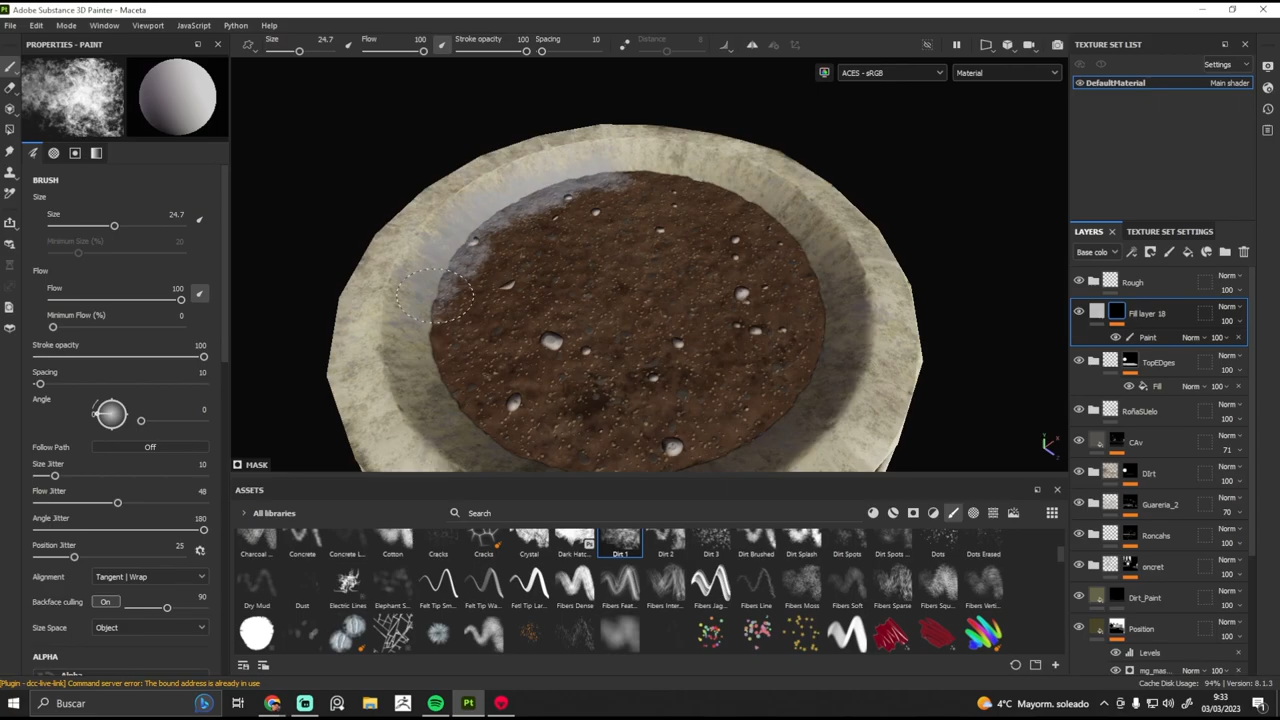 Adobe Substance 3D Painter - Maceta
File Edit Mode Window Viewport JavaScript Python Help
PROPERTIES - PAINT
Size 24.7 Flow 100 Stroke opacity 100 Spacing 10 Distance 8
ACES - sRGB Material
TEXTURE SET LIST
Settings
DefaultMaterial Main shader
BRUSH
Size
Size 24.7
Minimum Size (%) 20
Flow
Flow 100
Minimum Flow (%) 0
Stroke opacity 100
Spacing 10
Angle
0
Follow Path Off
Size Jitter 10
Flow Jitter 48
Angle Jitter 180
Position Jitter 25
Alignment Tangent | Wrap
Backface culling On 90
Size Space Object
ALPHA
Alpha
MASK
ASSETS
All libraries Search
Charcoal ... Concrete Concrete L... Cotton Cracks Cracks Crystal Dark Hatc... Dirt 1 Dirt 2 Dirt 3 Dirt Brushed Dirt Splash Dirt Spots Dirt Spots ... Dots Dots Erased
Dry Mud Dust Electric Lines Elephant S... Felt Tip Sm... Felt Tip Wa... Felt Tip Lar... Fibers Dense Fibers Feat... Fibers Inter... Fibers Jag... Fibers Line Fibers Moss Fibers Soft Fibers Sparse Fibers Squ... Fibers Verti...
LAYERS TEXTURE SET SETTINGS
Base colo
Rough Norm 100
Fill layer 18 Norm 100
Paint Norm 100
TopEDges Norm 100
Fill Norm 100
RoñaSUelo Norm 100
CAv Norm 71
DIrt Norm 100
Guareria_2 Norm 70
Roncahs Norm 100
oncret Norm 100
Dirt_Paint Norm 100
Position Norm 100
Levels
mg_mas... Norm 100
[Plugin - dcc-live-link] Command server error: The bound address is already in use
Cache Disk Usage: 94% | Version: 8.1.3
Buscar
Pt
4°C Mayorm. soleado
9:33
03/03/2023